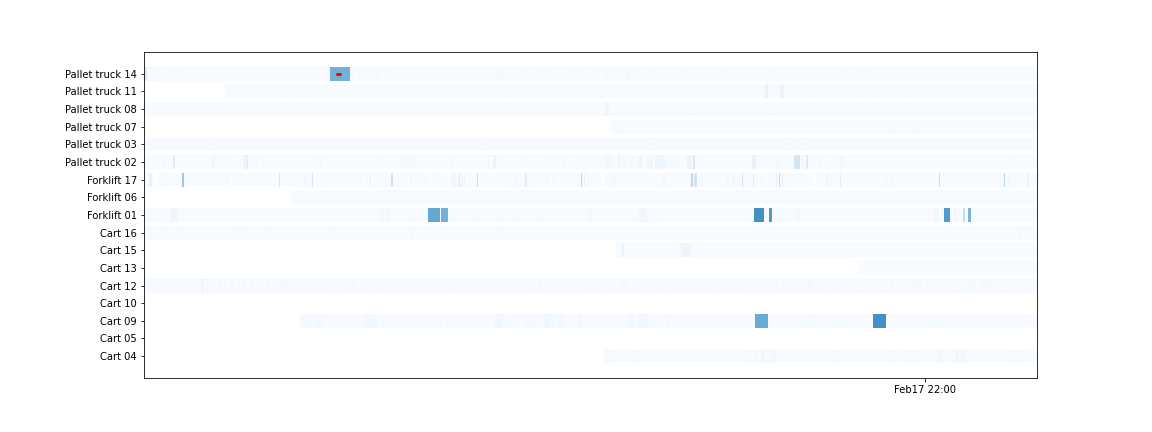 Pallet truck 14
Pallet truck 11
Pallet truck 08
Pallet truck 07
Pallet truck 03
Pallet truck 02
Forklift 17
Forklift 06
Forklift 01
Cart 16
Cart 15
Cart 13
Cart 12
Cart 10
Cart 09
Cart 05
Cart 04
Feb17 22:00